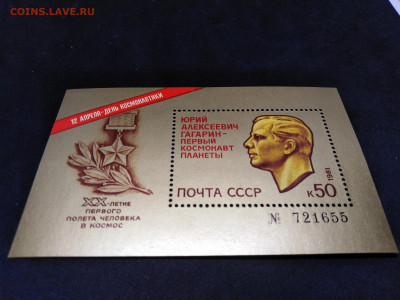 COINS.LAVE.RU
12 АПРЕЛЯ-ДЕНЬ КОСМОНАВТИКИ
ЮРИЙ
АЛЕКСЕЕВИЧ
ГАГАРИН-
ПЕРВЫЙ
КОСМОНАВТ
ПЛАНЕТЫ
1981
ПОЧТА СССР
к50
XX-ЛЕТИЕ
ПЕРВОГО
ПОЛЕТА ЧЕЛОВЕКА
В КОСМОС
№ 721655